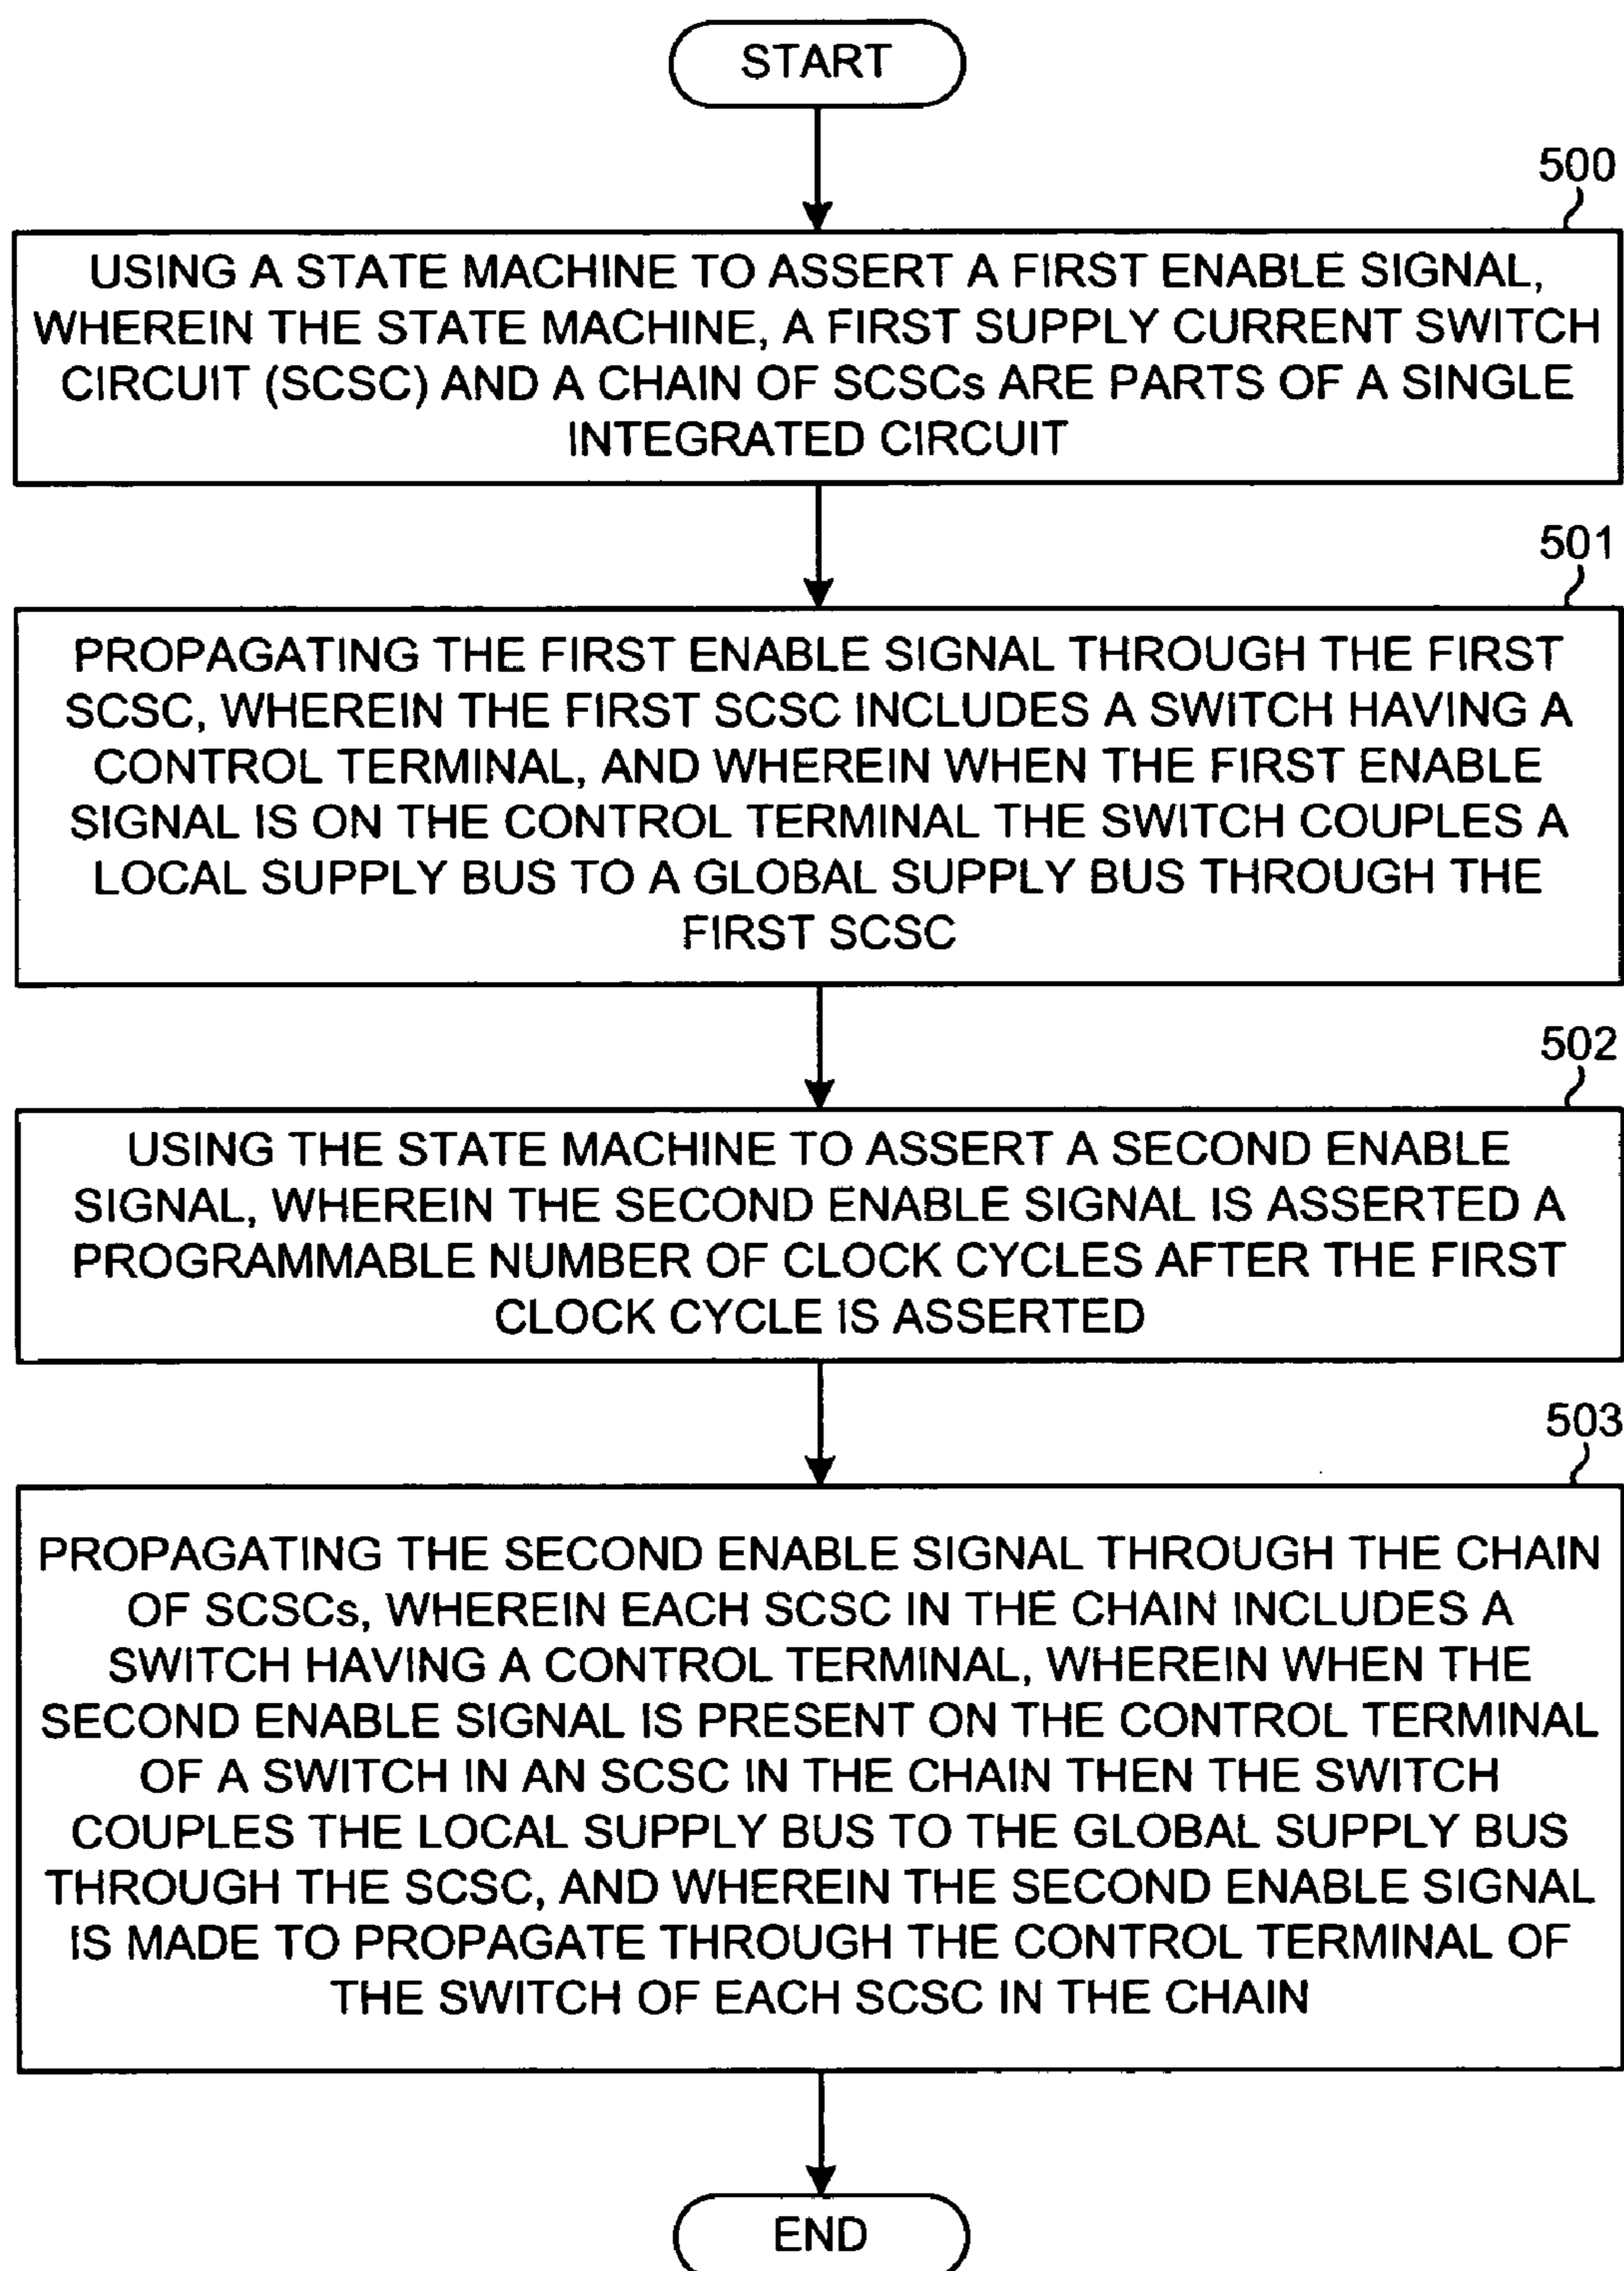 START
500
USING A STATE MACHINE TO ASSERT A FIRST ENABLE SIGNAL,
WHEREIN THE STATE MACHINE, A FIRST SUPPLY CURRENT SWITCH
CIRCUIT (SCSC) AND A CHAIN OF SCSCs ARE PARTS OF A SINGLE
INTEGRATED CIRCUIT
501
PROPAGATING THE FIRST ENABLE SIGNAL THROUGH THE FIRST
SCSC, WHEREIN THE FIRST SCSC INCLUDES A SWITCH HAVING A
CONTROL TERMINAL, AND WHEREIN WHEN THE FIRST ENABLE
SIGNAL IS ON THE CONTROL TERMINAL THE SWITCH COUPLES A
LOCAL SUPPLY BUS TO A GLOBAL SUPPLY BUS THROUGH THE
FIRST SCSC
502
USING THE STATE MACHINE TO ASSERT A SECOND ENABLE
SIGNAL, WHEREIN THE SECOND ENABLE SIGNAL IS ASSERTED A
PROGRAMMABLE NUMBER OF CLOCK CYCLES AFTER THE FIRST
CLOCK CYCLE IS ASSERTED
503
PROPAGATING THE SECOND ENABLE SIGNAL THROUGH THE CHAIN
OF SCSCs, WHEREIN EACH SCSC IN THE CHAIN INCLUDES A
SWITCH HAVING A CONTROL TERMINAL, WHEREIN WHEN THE
SECOND ENABLE SIGNAL IS PRESENT ON THE CONTROL TERMINAL
OF A SWITCH IN AN SCSC IN THE CHAIN THEN THE SWITCH
COUPLES THE LOCAL SUPPLY BUS TO THE GLOBAL SUPPLY BUS
THROUGH THE SCSC, AND WHEREIN THE SECOND ENABLE SIGNAL
IS MADE TO PROPAGATE THROUGH THE CONTROL TERMINAL OF
THE SWITCH OF EACH SCSC IN THE CHAIN
END